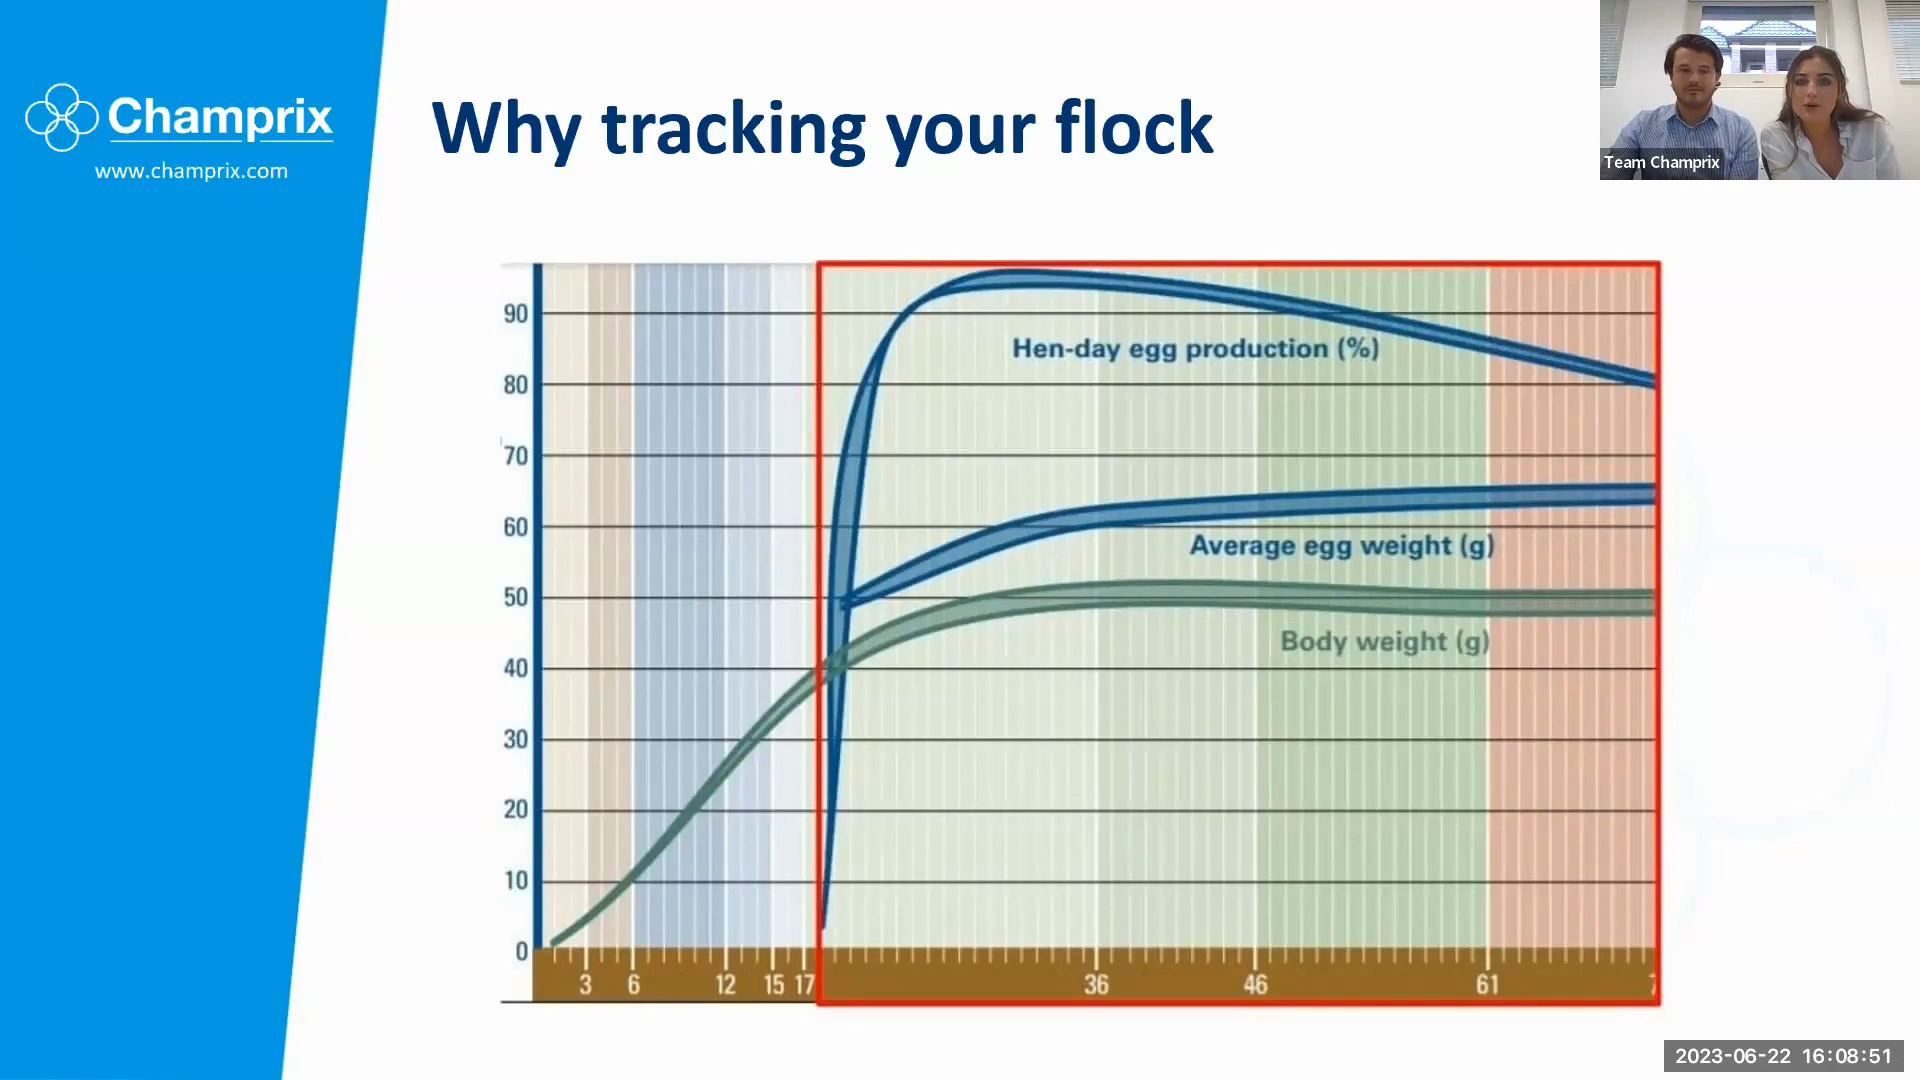 Champrix
www.champrix.com
Why tracking your flock
Team Champrix
90
80
70
60
50
40
30
20
10
0
Hen-day egg production (%)
Average egg weight (g)
Body weight (g)
3 6 12 15 17 36 46 61
2023-06-22 16:08:51